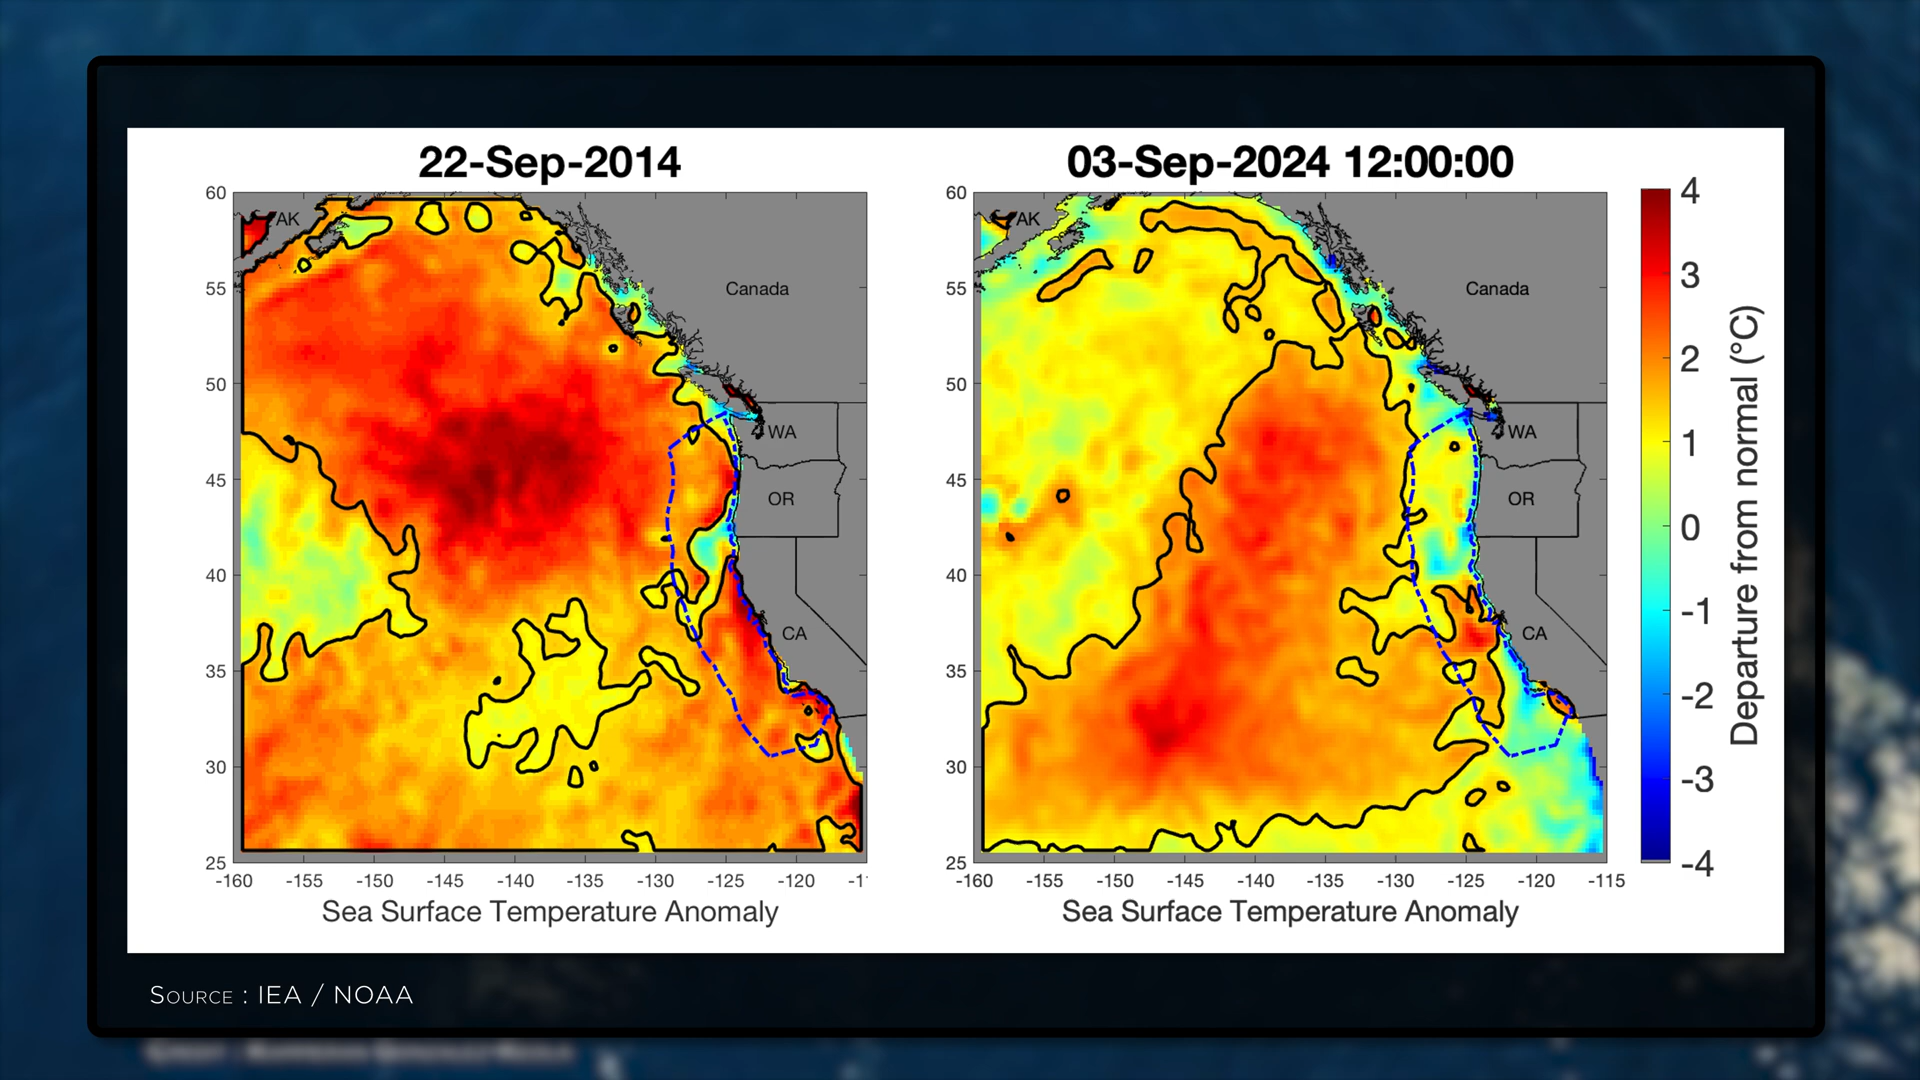 22-Sep-2014
60
55
50
45
40
35
30
25
-160 -155 -150 -145 -140 -135 -130 -125 -120 -1
AK
Canada
WA
OR
CA
Sea Surface Temperature Anomaly
03-Sep-2024 12:00:00
60
55
50
45
40
35
30
25
-160 -155 -150 -145 -140 -135 -130 -125 -120 -115
AK
Canada
WA
OR
CA
Sea Surface Temperature Anomaly
4
3
2
1
0
-1
-2
-3
-4
Departure from normal (°C)
SOURCE : IEA / NOAA